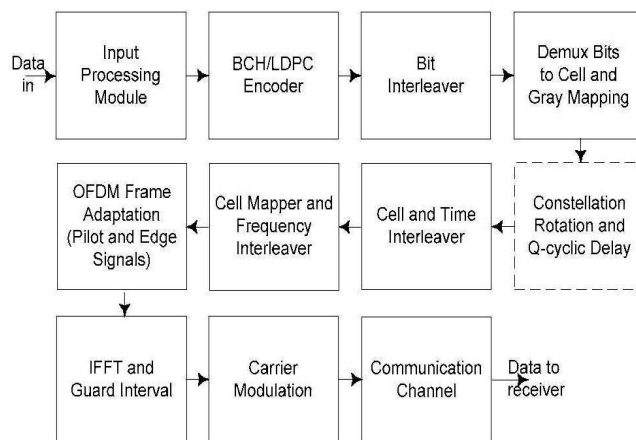 Data
in
Input
Processing
Module
BCH/LDPC
Encoder
Bit
Interleaver
Demux Bits
to Cell and
Gray Mapping
Constellation
Rotation and
Q-cyclic Delay
Cell and Time
Interleaver
Cell Mapper and
Frequency
Interleaver
OFDM Frame
Adaptation
(Pilot and Edge
Signals)
IFFT and
Guard Interval
Carrier
Modulation
Communication
Channel
Data to
receiver